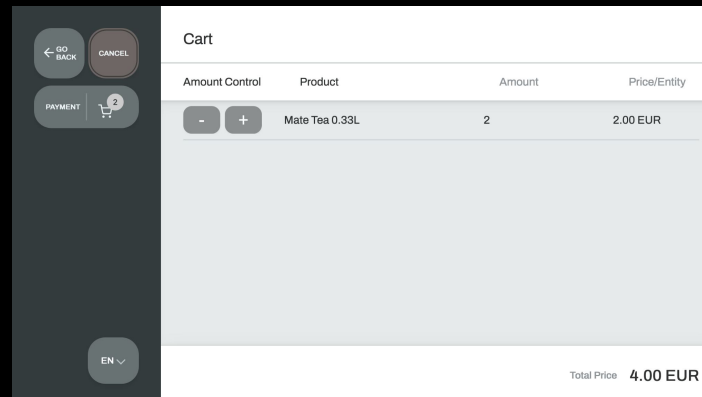 GO
BACK
CANCEL
PAYMENT
2
EN
Cart
Amount Control Product Amount Price/Entity
- + Mate Tea 0.33L 2 2.00 EUR
Total Price 4.00 EUR